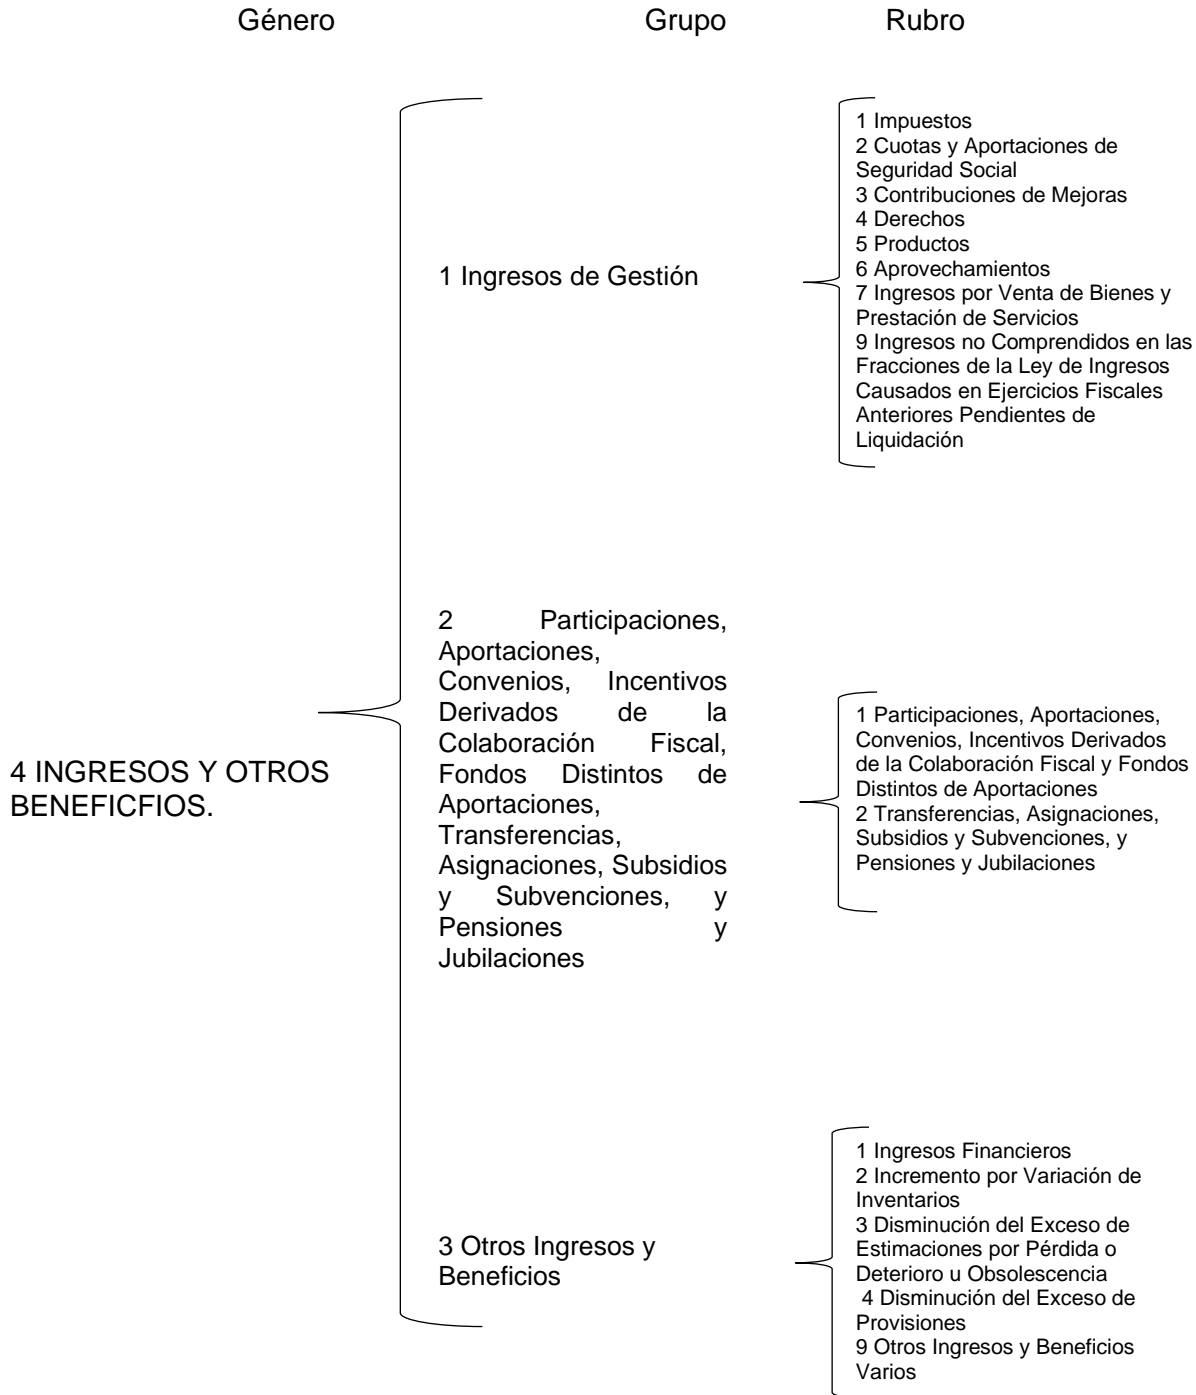 Género Grupo Rubro
1 Impuestos
2 Cuotas y Aportaciones de
Seguridad Social
3 Contribuciones de Mejoras
4 Derechos
5 Productos
6 Aprovechamientos
7 Ingresos por Venta de Bienes y
Prestación de Servicios
9 Ingresos no Comprendidos en las
Fracciones de la Ley de Ingresos
Causados en Ejercicios Fiscales
Anteriores Pendientes de
Liquidación
1 Ingresos de Gestión
4 INGRESOS Y OTROS
BENEFICFIOS.
2 Participaciones,
Aportaciones,
Convenios, Incentivos
Derivados de la
Colaboración Fiscal,
Fondos Distintos de
Aportaciones,
Transferencias,
Asignaciones, Subsidios
y Subvenciones, y
Pensiones y
Jubilaciones
1 Participaciones, Aportaciones,
Convenios, Incentivos Derivados
de la Colaboración Fiscal y Fondos
Distintos de Aportaciones
2 Transferencias, Asignaciones,
Subsidios y Subvenciones, y
Pensiones y Jubilaciones
3 Otros Ingresos y
Beneficios
1 Ingresos Financieros
2 Incremento por Variación de
Inventarios
3 Disminución del Exceso de
Estimaciones por Pérdida o
Deterioro u Obsolescencia
4 Disminución del Exceso de
Provisiones
9 Otros Ingresos y Beneficios
Varios